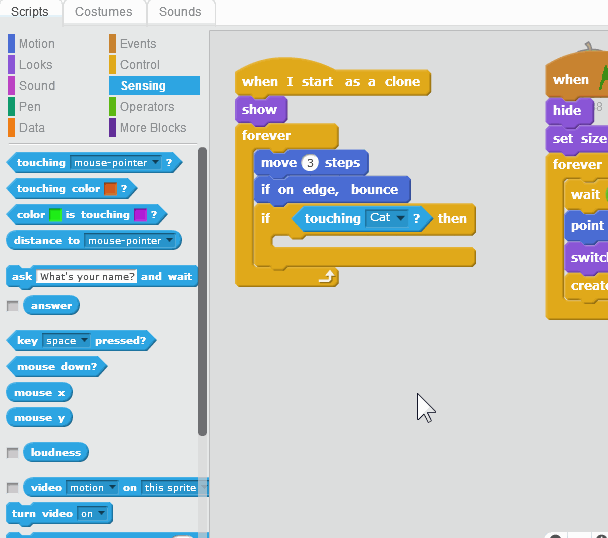 Scripts Costumes Sounds
Motion Events
Looks Control
Sound Sensing
Pen Operators
Data More Blocks
touching mouse-pointer ?
touching color ?
color is touching ?
distance to mouse-pointer
ask What's your name? and wait
answer
key space pressed?
mouse down?
mouse x
mouse y
loudness
video motion on this sprite
turn video on
when I start as a clone
show
forever
move 3 steps
if on edge, bounce
if touching Cat ? then
when
hide
set size
forever
wait
point
switch
create